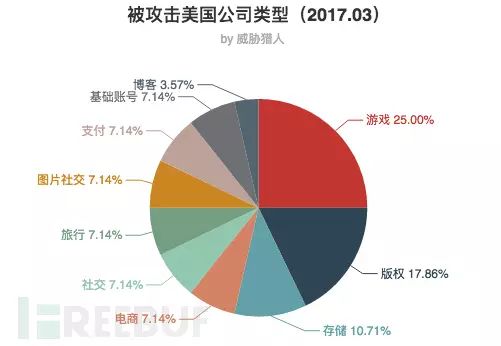 被攻击美国公司类型（2017.03）
by 威胁猎人
博客 3.57%
基础账号 7.14%
支付 7.14%
图片社交 7.14%
旅行 7.14%
社交 7.14%
电商 7.14%
游戏 25.00%
版权 17.86%
存储 10.71%
FREEBUF